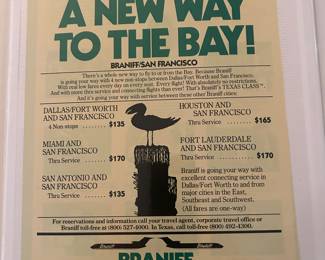 A NEW WAY
TO THE BAY!
BRANIFF/SAN FRANCISCO
There's a whole new way to fly to or from the Bay. Because Braniff
is going your way with 4 new non-stops between Dallas/Fort Worth and San Francisco.
With real low fares every day on every seat. Every flight! With absolutely no restrictions.
And with more thru service and connecting flights than ever! That's Braniff's TEXAS CLASS™.
And it's going your way with service between these other Braniff cities:
DALLAS/FORT WORTH
AND SAN FRANCISCO
4 Non-stops ........ $135
MIAMI and
SAN FRANCISCO
Thru Service ........ $170
SAN ANTONIO and
SAN FRANCISCO
Thru Service ........ $135
HOUSTON and
SAN FRANCISCO
Thru Service ........ $165
FORT LAUDERDALE
and SAN FRANCISCO
Thru Service ........ $170
Braniff is going your way with
excellent connecting service in
Dallas/Fort Worth to and from
major cities in the East,
Southeast and Southwest.
(All fares are one-way)
For reservations and information call your travel agent, corporate travel office or
Braniff toll-free at (800) 527-4000. In Texas, call toll-free (800) 492-4300.
Braniff
Braniff
BRANIFF